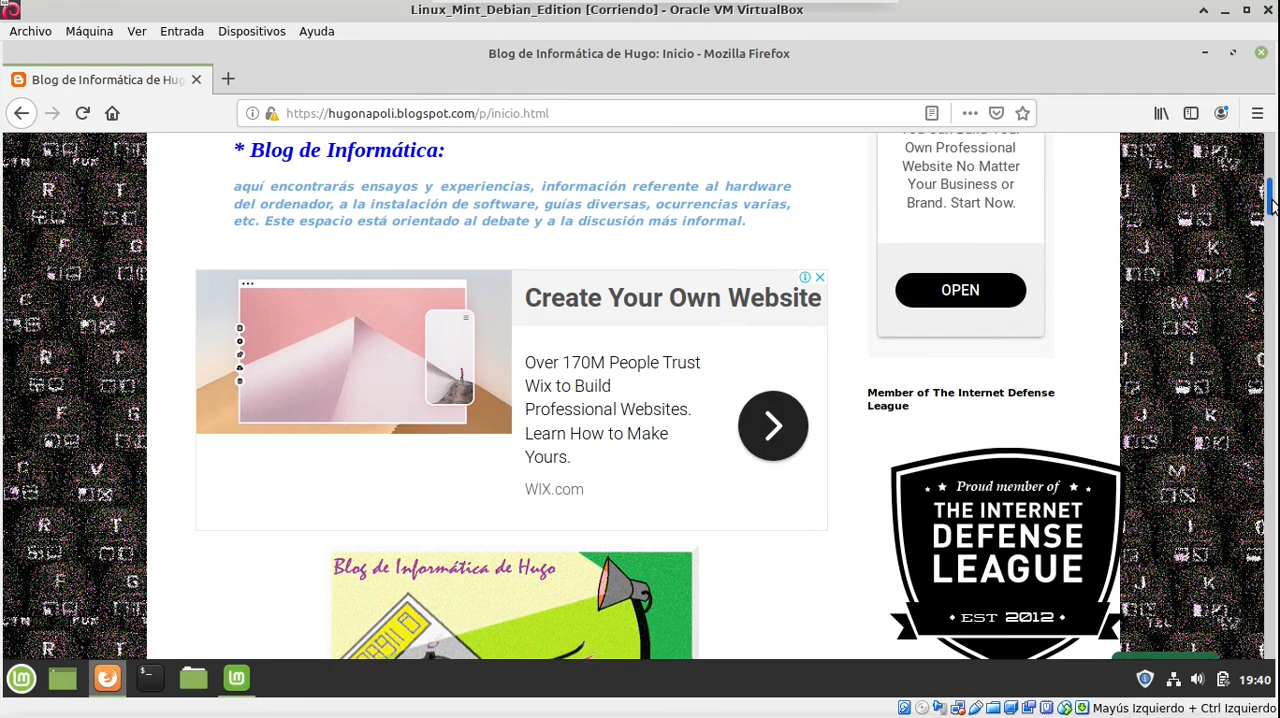 Linux_Mint_Debian_Edition [Corriendo] - Oracle VM VirtualBox
Archivo Máquina Ver Entrada Dispositivos Ayuda
Blog de Informática de Hugo: Inicio - Mozilla Firefox
Blog de Informática de Hug
https://hugonapoli.blogspot.com/p/inicio.html
* Blog de Informática:
aquí encontrarás ensayos y experiencias, información referente al hardware
del ordenador, a la instalación de software, guías diversas, ocurrencias varias,
etc. Este espacio está orientado al debate y a la discusión más informal.
Create Your Own Website
Over 170M People Trust
Wix to Build
Professional Websites.
Learn How to Make
Yours.
WIX.com
Blog de Informática de Hugo
You Can Build Your
Own Professional
Website No Matter
Your Business or
Brand. Start Now.
OPEN
Member of The Internet Defense
League
Proud member of
THE INTERNET
DEFENSE
LEAGUE
EST 2012
19:40
Mayús Izquierdo + Ctrl Izquierdo